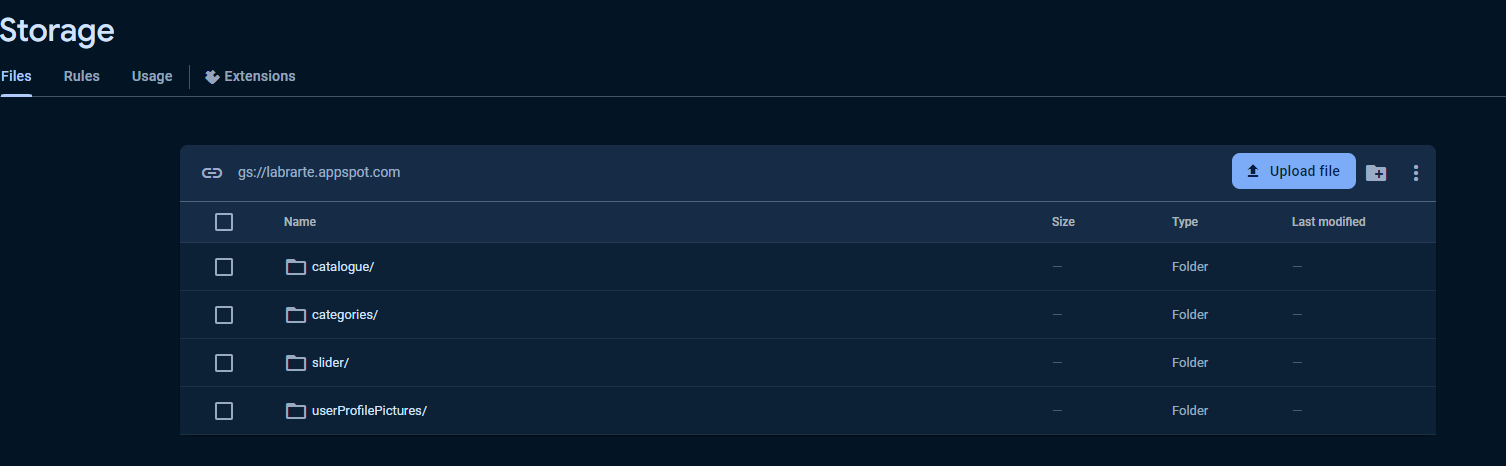 Storage
Files Rules Usage Extensions
gs://labrarte.appspot.com Upload file
Name Size Type Last modified
catalogue/ — Folder —
categories/ — Folder —
slider/ — Folder —
userProfilePictures/ — Folder —